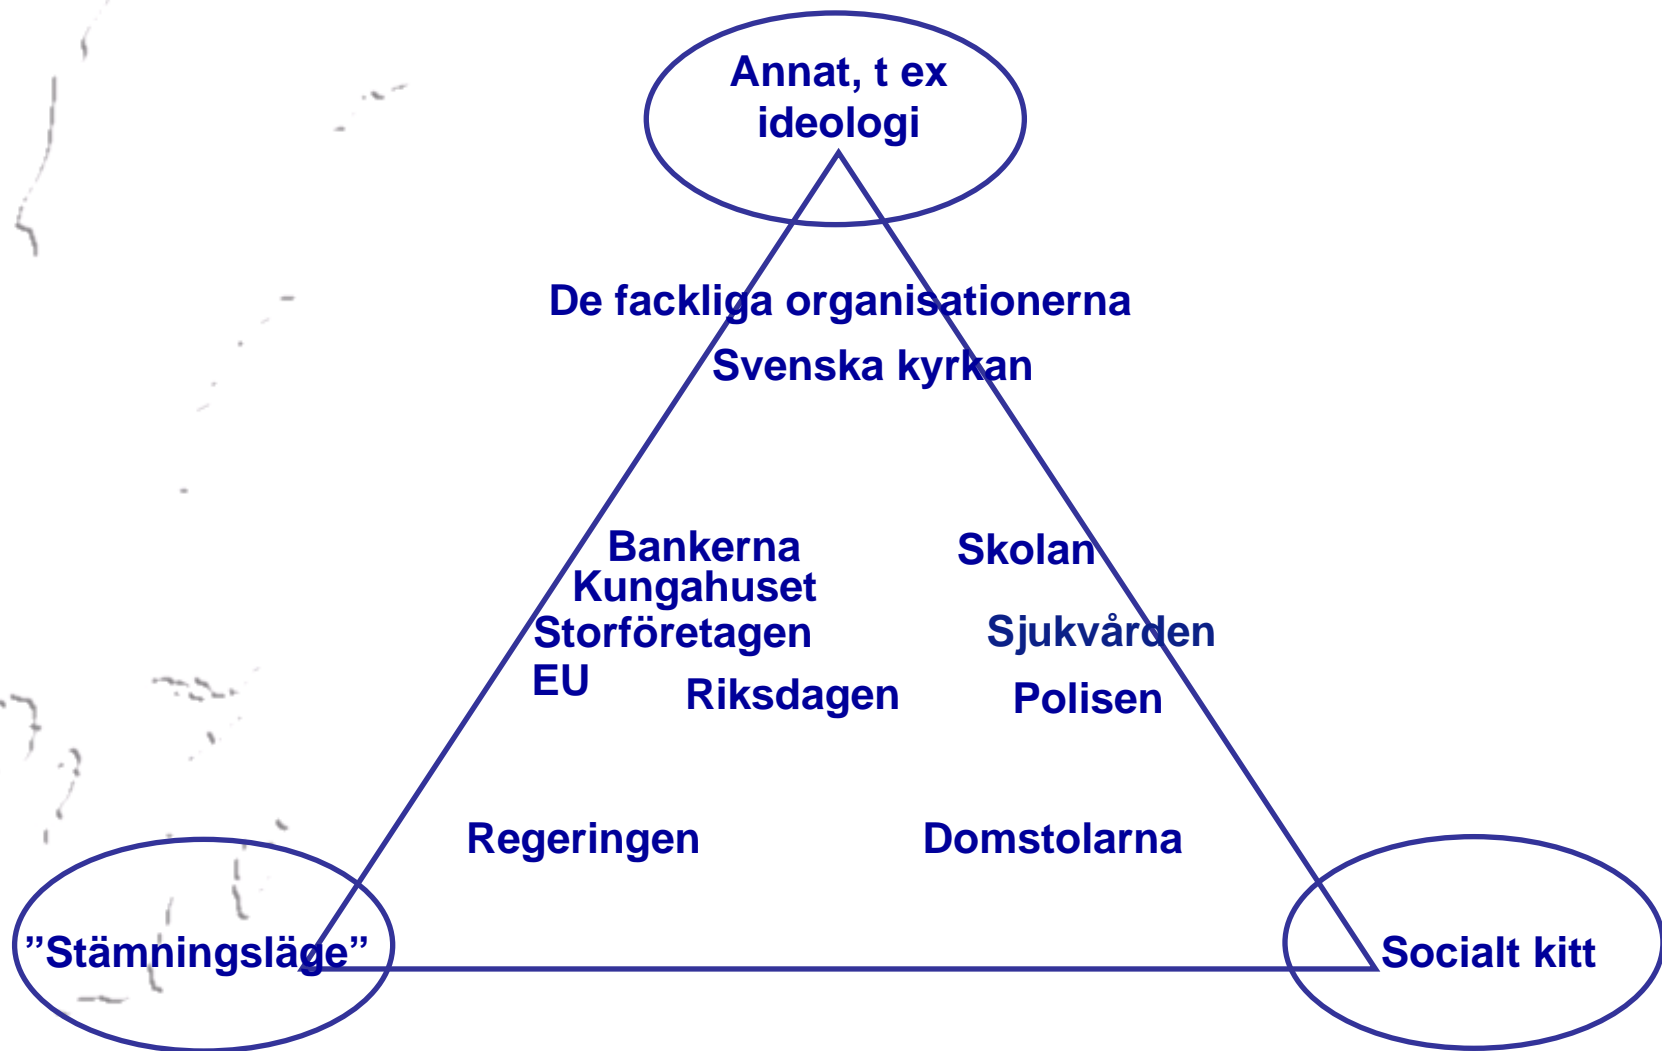 Annat, t ex
ideologi
De fackliga organisationerna
Svenska kyrkan
Bankerna
Skolan
Kungahuset
Storföretagen
Sjukvården
EU
Riksdagen
Polisen
Regeringen
Domstolarna
”Stämningsläge”
Socialt kitt